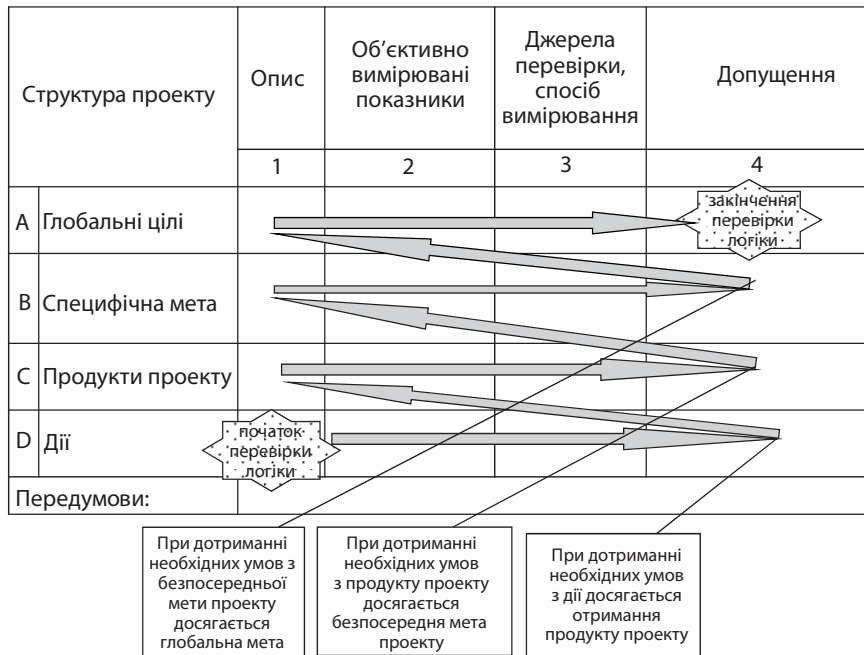 Структура проекту
Опис
Об’єктивно
вимірювані
показники
Джерела
перевірки,
спосіб
вимірювання
Допущення
1
2
3
4
A Глобальні цілі
закінчення
перевірки
логіки
B Специфічна мета
C Продукти проекту
D Дії
початок
перевірки
логіки
Передумови:
При дотриманні
необхідних умов з
безпосередньої
мети проекту
досягається
глобальна мета
При дотриманні
необхідних умов
з продукту проекту
досягається
безпосередня мета
проекту
При дотриманні
необхідних умов
з дії досягається
отримання
продукту проекту